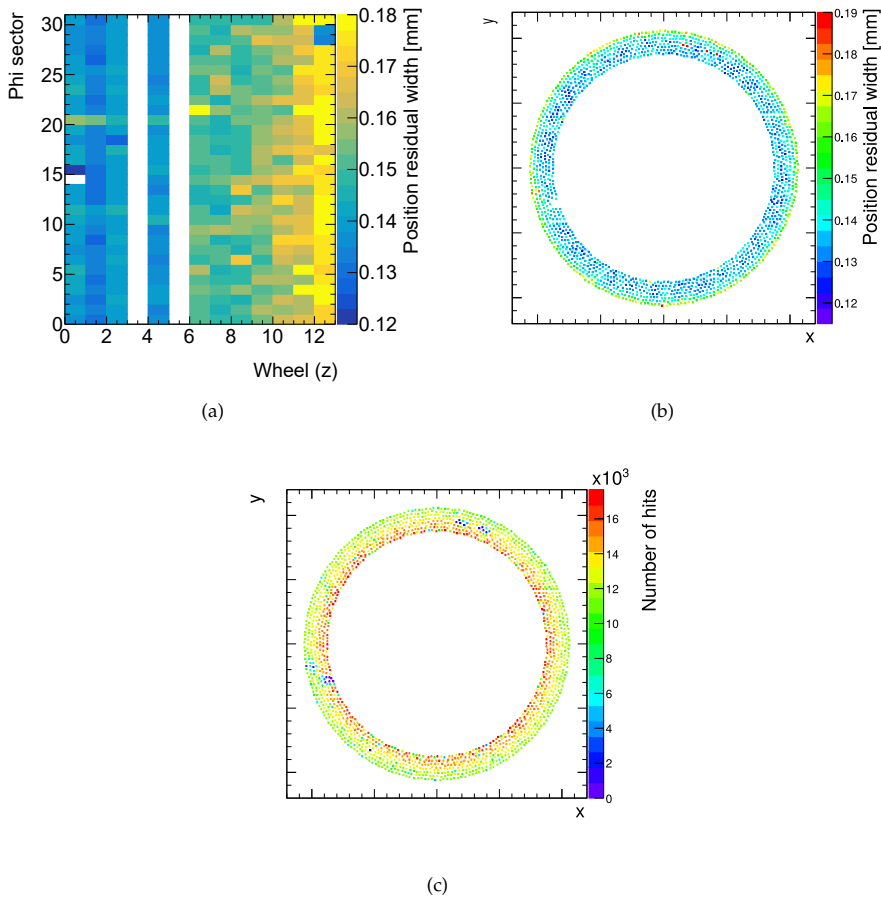 Phi sector
30
25
20
15
10
5
0
0 2 4 6 8 10 12
Wheel (z)
0.18
0.17
0.16
0.15
0.14
0.13
0.12
Position residual width [mm]
(a)
y
x
0.19
0.18
0.17
0.16
0.15
0.14
0.13
0.12
Position residual width [mm]
(b)
y
x
x10³
16
14
12
10
8
6
4
2
0
Number of hits
(c)